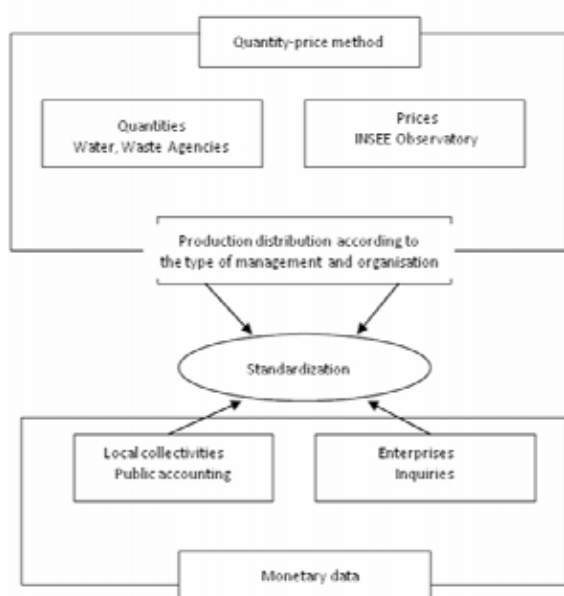 Quantity-price method
Quantities
Water, Waste Agencies
Prices
INSEE Observatory
Production distribution according to
the type of management and organisation
Standardization
Local collectivities
Public accounting
Enterprises
Inquiries
Monetary data